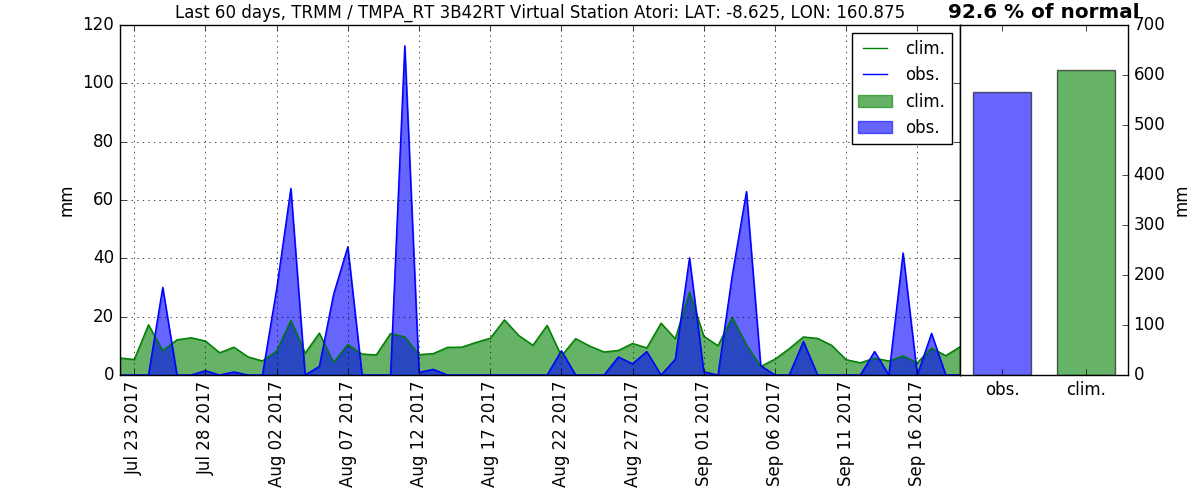 Last 60 days, TRMM / TMPA_RT 3B42RT Virtual Station Atori: LAT: -8.625, LON: 160.875
92.6 % of normal
120
100
80
60
40
20
0
mm
clim.
obs.
clim.
obs.
700
600
500
400
300
200
100
0
mm
Jul 23 2017
Jul 28 2017
Aug 02 2017
Aug 07 2017
Aug 12 2017
Aug 17 2017
Aug 22 2017
Aug 27 2017
Sep 01 2017
Sep 06 2017
Sep 11 2017
Sep 16 2017
obs.
clim.